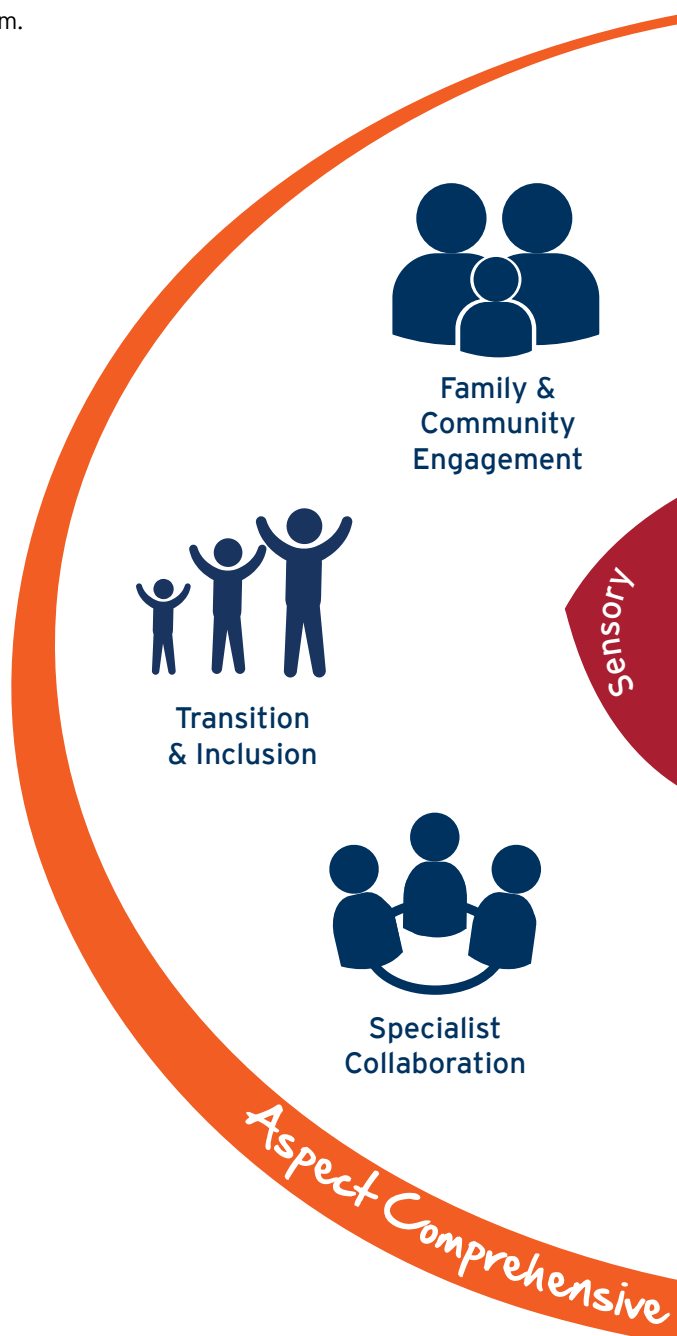 m.
Family &
Community
Engagement
Sensory
Transition
& Inclusion
Specialist
Collaboration
Aspect Comprehensive